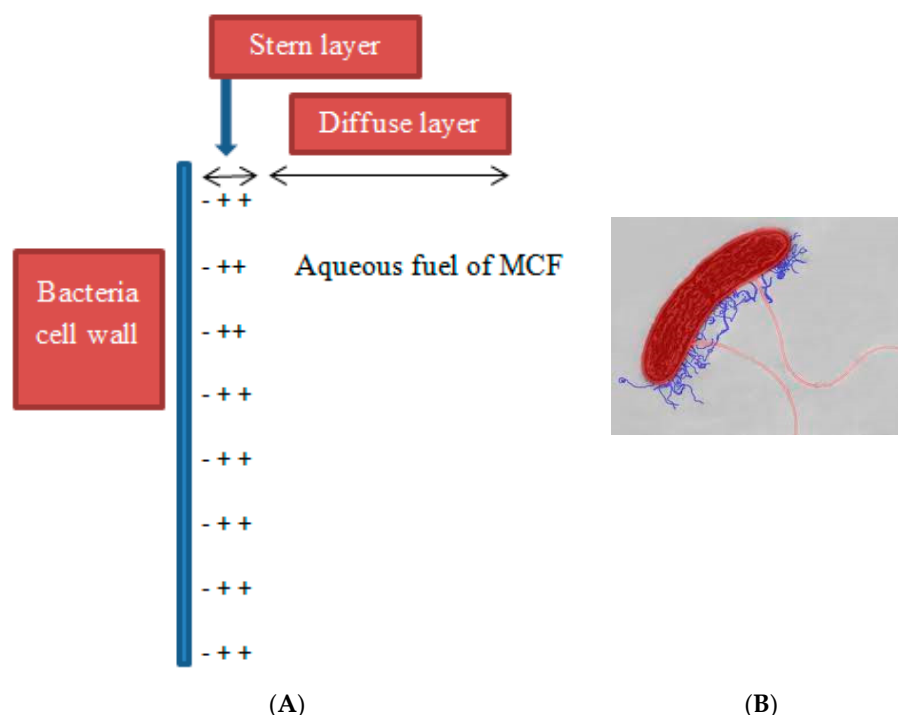 Stern layer
Diffuse layer
- + +
Bacteria
cell wall
- ++
Aqueous fuel of MCF
- ++
- + +
- + +
- + +
- + +
- + +
(A)
(B)